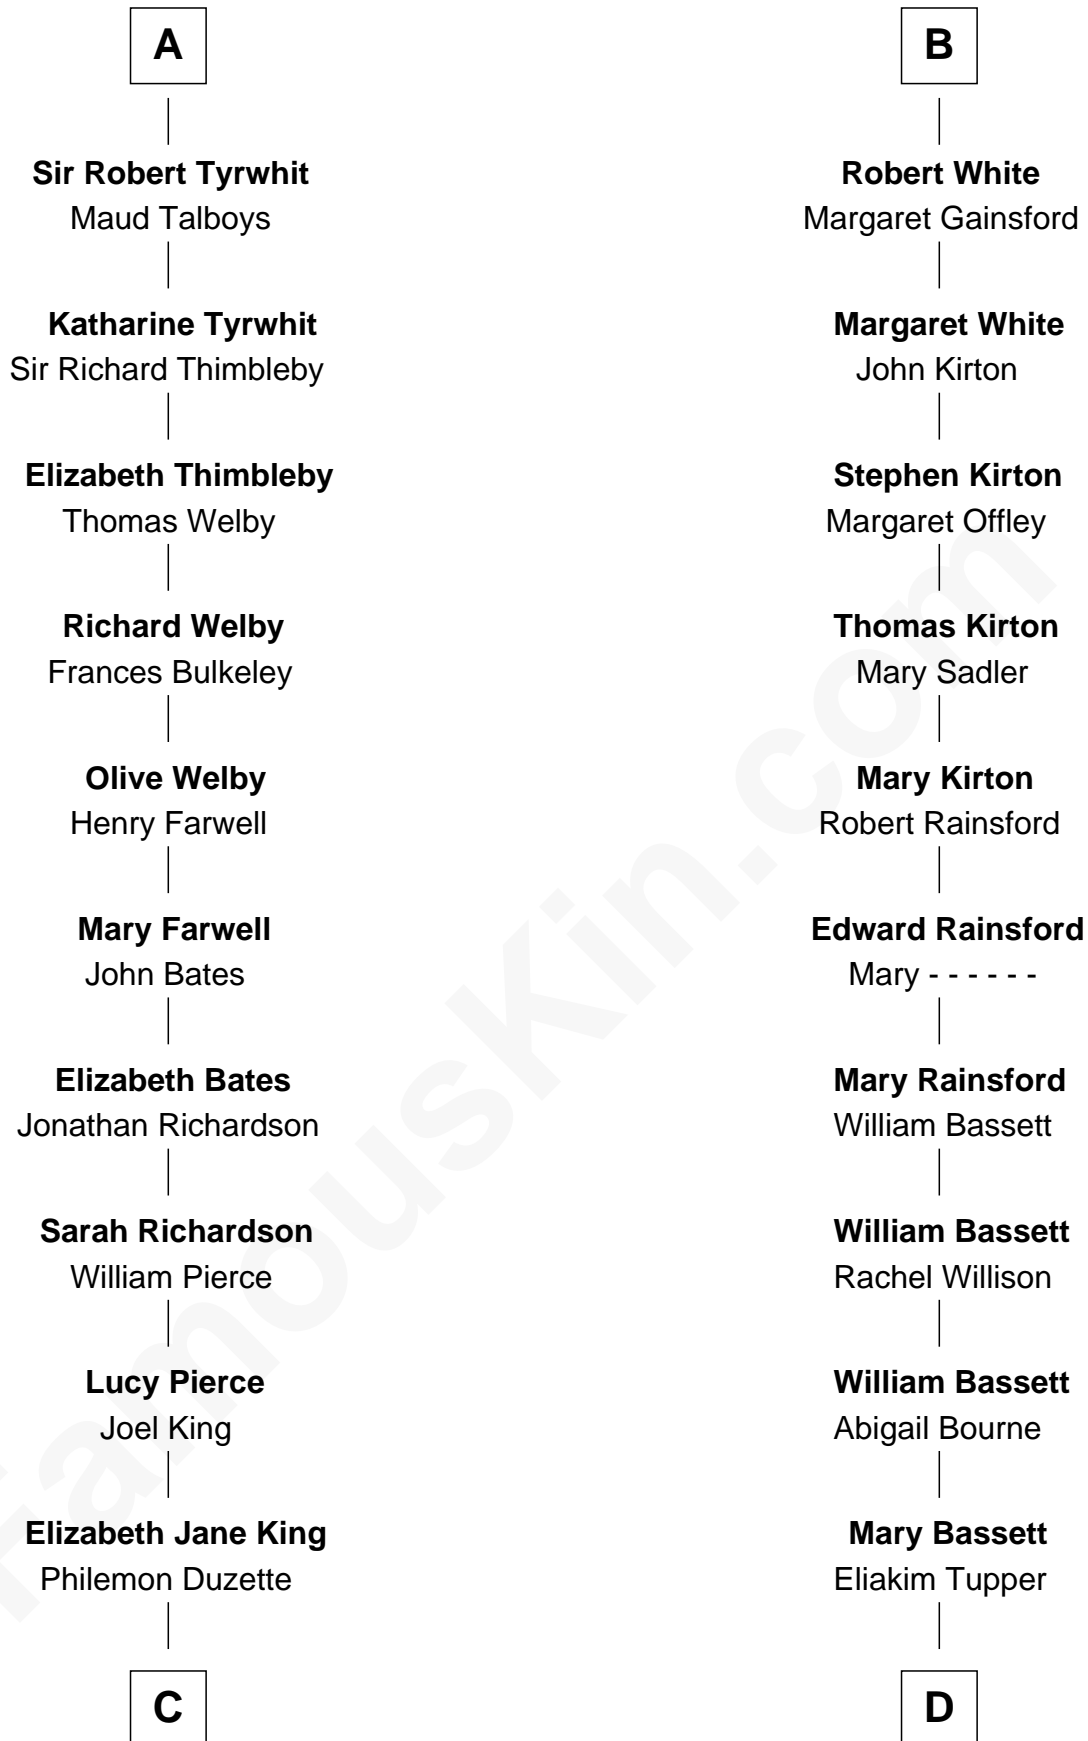 A
Sir Robert Tyrwhit
Maud Talboys
Katharine Tyrwhit
Sir Richard Thimbleby
Elizabeth Thimbleby
Thomas Welby
Richard Welby
Frances Bulkeley
Olive Welby
Henry Farwell
Mary Farwell
John Bates
Elizabeth Bates
Jonathan Richardson
Sarah Richardson
William Pierce
Lucy Pierce
Joel King
Elizabeth Jane King
Philemon Duzette
C
B
Robert White
Margaret Gainsford
Margaret White
John Kirton
Stephen Kirton
Margaret Offley
Thomas Kirton
Mary Sadler
Mary Kirton
Robert Rainsford
Edward Rainsford
Mary - - - - - -
Mary Rainsford
William Bassett
William Bassett
Rachel Willison
William Bassett
Abigail Bourne
Mary Bassett
Eliakim Tupper
D
FamousKin.com